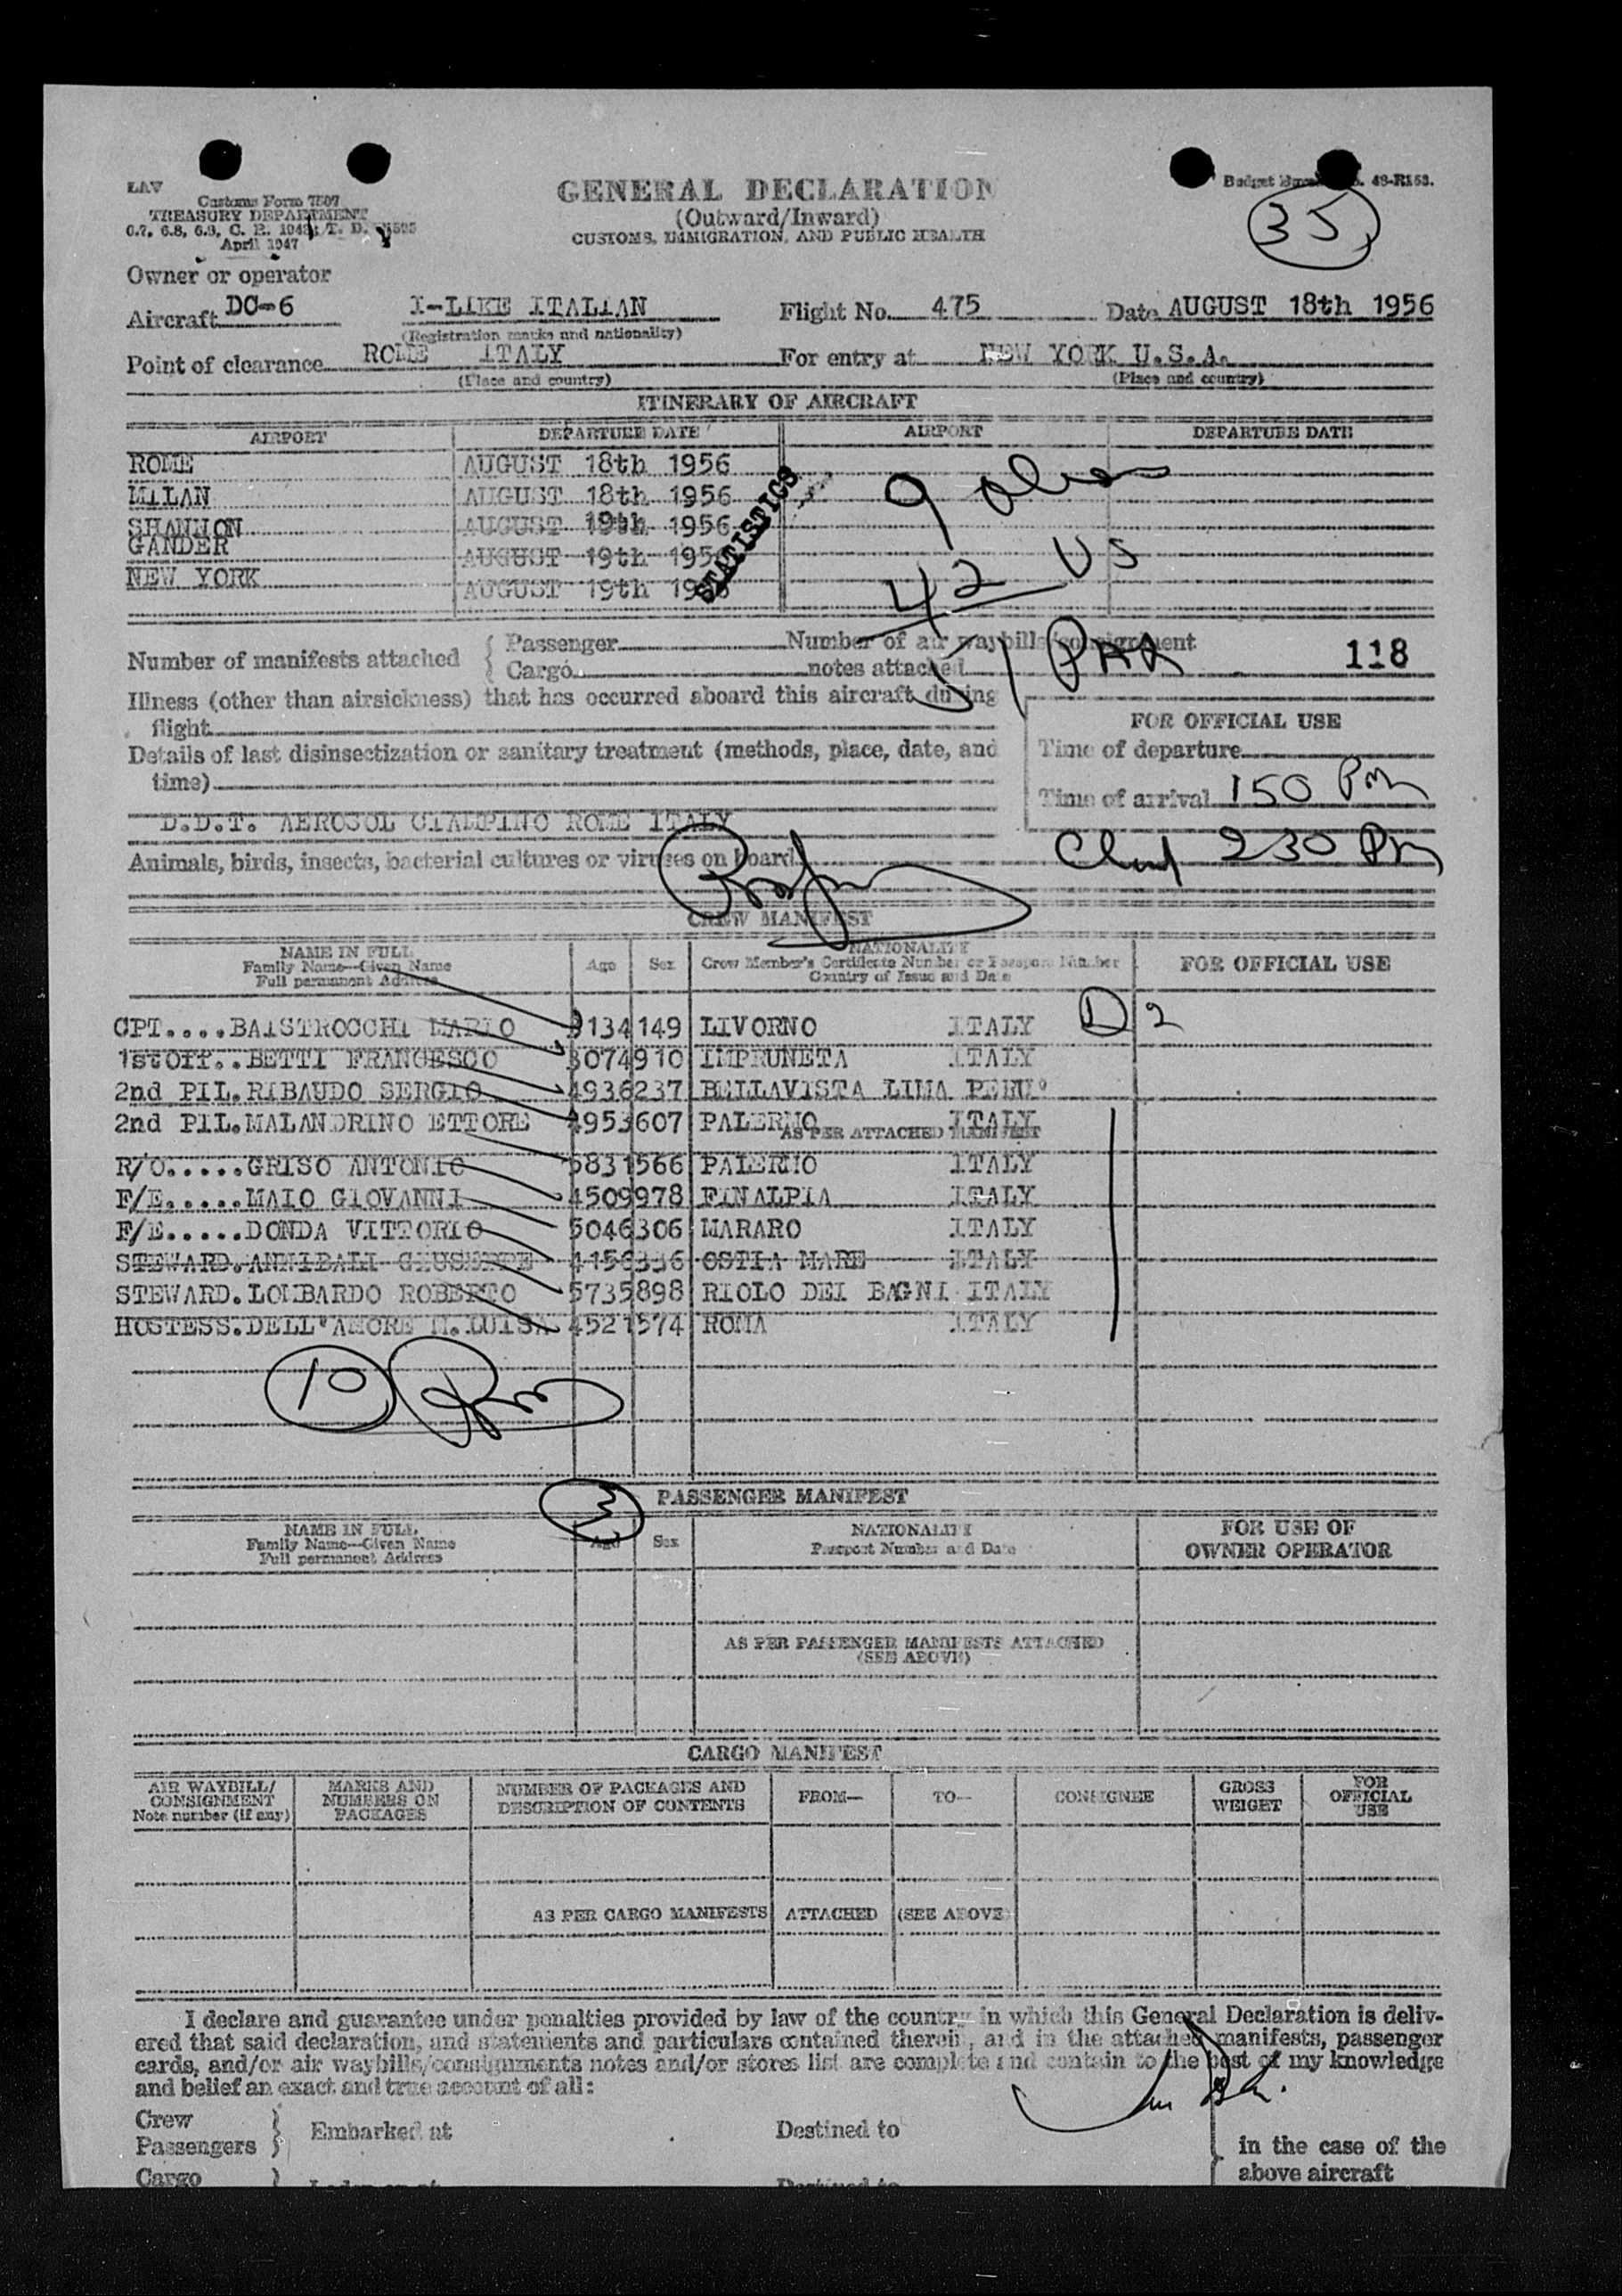 LAV
Customs Form 7507
TREASURY DEPARTMENT
6.7, 6.8, 6.9, C. R. 1943; T. D.
April 1947
GENERAL DECLARATION
(Outward/Inward)
CUSTOMS, IMMIGRATION, AND PUBLIC HEALTH
Budget 48-R153.
35
Owner or operator
Aircraft DC-6 I-LIKE ITALIAN Flight No. 475 Date AUGUST 18th 1956
(Registration marks and nationality)
Point of clearance ROME ITALY For entry at NEW YORK U.S.A.
(Place and country) (Place and country)
ITINERARY OF AIRCRAFT
AIRPORT DEPARTURE DATE AIRPORT DEPARTURE DATE
ROME AUGUST 18th 1956
MILAN AUGUST 18th 1956
SHANNON AUGUST 19th 1956
GANDER AUGUST 19th 1956
NEW YORK AUGUST 19th 1956
STATISTICS
9
42 US
51 PAX
Number of manifests attached { Passenger Number of air waybills/consignment 118
Cargo notes attached
Illness (other than airsickness) that has occurred aboard this aircraft during
flight
FOR OFFICIAL USE
Details of last disinsectization or sanitary treatment (methods, place, date, and
time)
Time of departure
Time of arrival 150 Pm
D.D.T. AEROSOL CIAMPINO ROME ITALY
230 Pm
Animals, birds, insects, bacterial cultures or viruses on board
CREW MANIFEST
NAME IN FULL
Family Name—Given Name
Full permanent Address
Age Sex
NATIONALITY
Crew Member's Certificate Number or Passport Number
Country of Issue and Date
FOR OFFICIAL USE
CPT....BAISTROCCHI MARIO 3134149 LIVORNO ITALY D 2
1stOff..BETTI FRANCESCO 3074910 IMPRUNETA ITALY
2nd PIL.RIBAUDO SERGIO 4936237 BELLAVISTA LIMA PERU'
2nd PIL.MALANDRINO ETTORE 4953607 PALERMO ITALY
AS PER ATTACHED MANIFEST
R/O.....GRISO ANTONIO 5831566 PALERMO ITALY
F/E.....MAIO GIOVANNI 4509978 FINALPIA ITALY
F/E.....DONDA VITTORIO 5046306 MARARO ITALY
STEWARD.ANNIBALI GIUSEPPE 4156336 OSTIA MARE ITALY
STEWARD.LOMBARDO ROBERTO 5735898 RIOLO DEI BAGNI ITALY
HOSTESS.DELL'AMORE M.LUISA 4521574 ROMA ITALY
10
3
PASSENGER MANIFEST
NAME IN FULL
Family Name—Given Name
Full permanent Address
Age Sex
NATIONALITY
Passport Number and Date
FOR USE OF
OWNER OPERATOR
AS PER PASSENGER MANIFESTS ATTACHED
(SEE ABOVE)
CARGO MANIFEST
AIR WAYBILL/
CONSIGNMENT
Note number (if any)
MARKS AND
NUMBERS ON
PACKAGES
NUMBER OF PACKAGES AND
DESCRIPTION OF CONTENTS
FROM— TO— CONSIGNEE
GROSS
WEIGHT
FOR
OFFICIAL
USE
AS PER CARGO MANIFESTS ATTACHED (SEE ABOVE)
I declare and guarantee under penalties provided by law of the country in which this General Declaration is deliv-
ered that said declaration, and statements and particulars contained therein, and in the attached manifests, passenger
cards, and/or air waybills/consignments notes and/or stores list are complete and contain to the best of my knowledge
and belief an exact and true account of all:
Crew
Passengers } Embarked at Destined to
in the case of the
above aircraft
Cargo